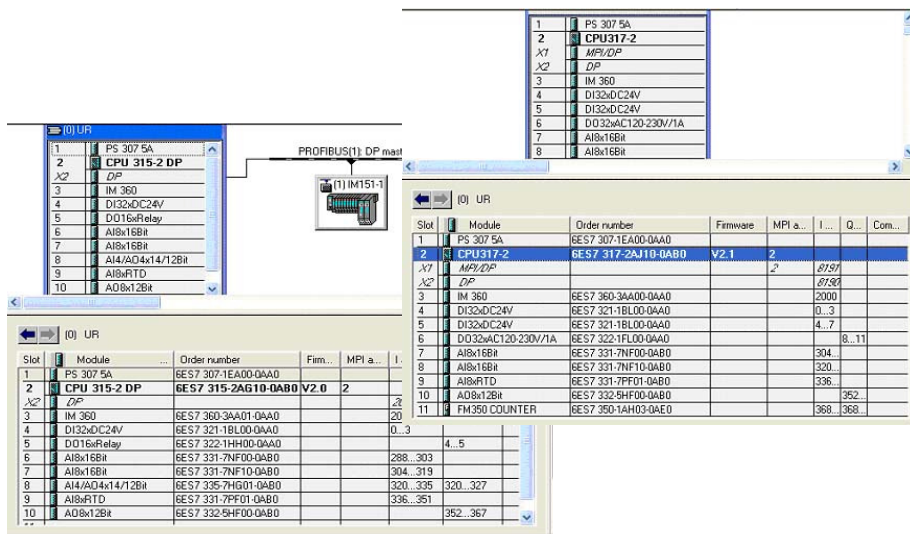 (0) UR
1 PS 307 5A
2 CPU 315-2 DP
X2 DP
3 IM 360
4 DI32xDC24V
5 DO16xRelay
6 AI8x16Bit
7 AI8x16Bit
8 AI4/AO4x14/12Bit
9 AI8xRTD
10 AO8x12Bit
PROFIBUS(1): DP mast
(1) IM151-1
(0) UR
Slot Module ... Order number Firm... MPI a... I...
1 PS 307 5A 6ES7 307-1EA00-0AA0
2 CPU 315-2 DP 6ES7 315-2AG10-0AB0 V2.0 2
X2 DP
3 IM 360 6ES7 360-3AA01-0AA0 20
4 DI32xDC24V 6ES7 321-1BL00-0AA0 0...3
5 DO16xRelay 6ES7 322-1HH00-0AA0 4...5
6 AI8x16Bit 6ES7 331-7NF00-0AB0 288...303
7 AI8x16Bit 6ES7 331-7NF10-0AB0 304...319
8 AI4/AO4x14/12Bit 6ES7 335-7HG01-0AB0 320...335 320...327
9 AI8xRTD 6ES7 331-7PF01-0AB0 336...351
10 AO8x12Bit 6ES7 332-5HF00-0AB0 352...367
1 PS 307 5A
2 CPU317-2
X1 MPI/DP
X2 DP
3 IM 360
4 DI32xDC24V
5 DI32xDC24V
6 DO32xAC120-230V/1A
7 AI8x16Bit
8 AI8x16Bit
(0) UR
Slot Module Order number Firmware MPI a... I ... Q... Com...
1 PS 307 5A 6ES7 307-1EA00-0AA0
2 CPU317-2 6ES7 317-2AJ10-0AB0 V2.1 2
X1 MPI/DP 2 8191
X2 DP 8190
3 IM 360 6ES7 360-3AA00-0AA0 2000
4 DI32xDC24V 6ES7 321-1BL00-0AA0 0...3
5 DI32xDC24V 6ES7 321-1BL00-0AA0 4...7
6 DO32xAC120-230V/1A 6ES7 322-1FL00-0AA0 8...11
7 AI8x16Bit 6ES7 331-7NF00-0AB0 304...
8 AI8x16Bit 6ES7 331-7NF10-0AB0 320...
9 AI8xRTD 6ES7 331-7PF01-0AB0 336...
10 AO8x12Bit 6ES7 332-5HF00-0AB0 352...
11 FM350 COUNTER 6ES7 350-1AH03-0AE0 368... 368...